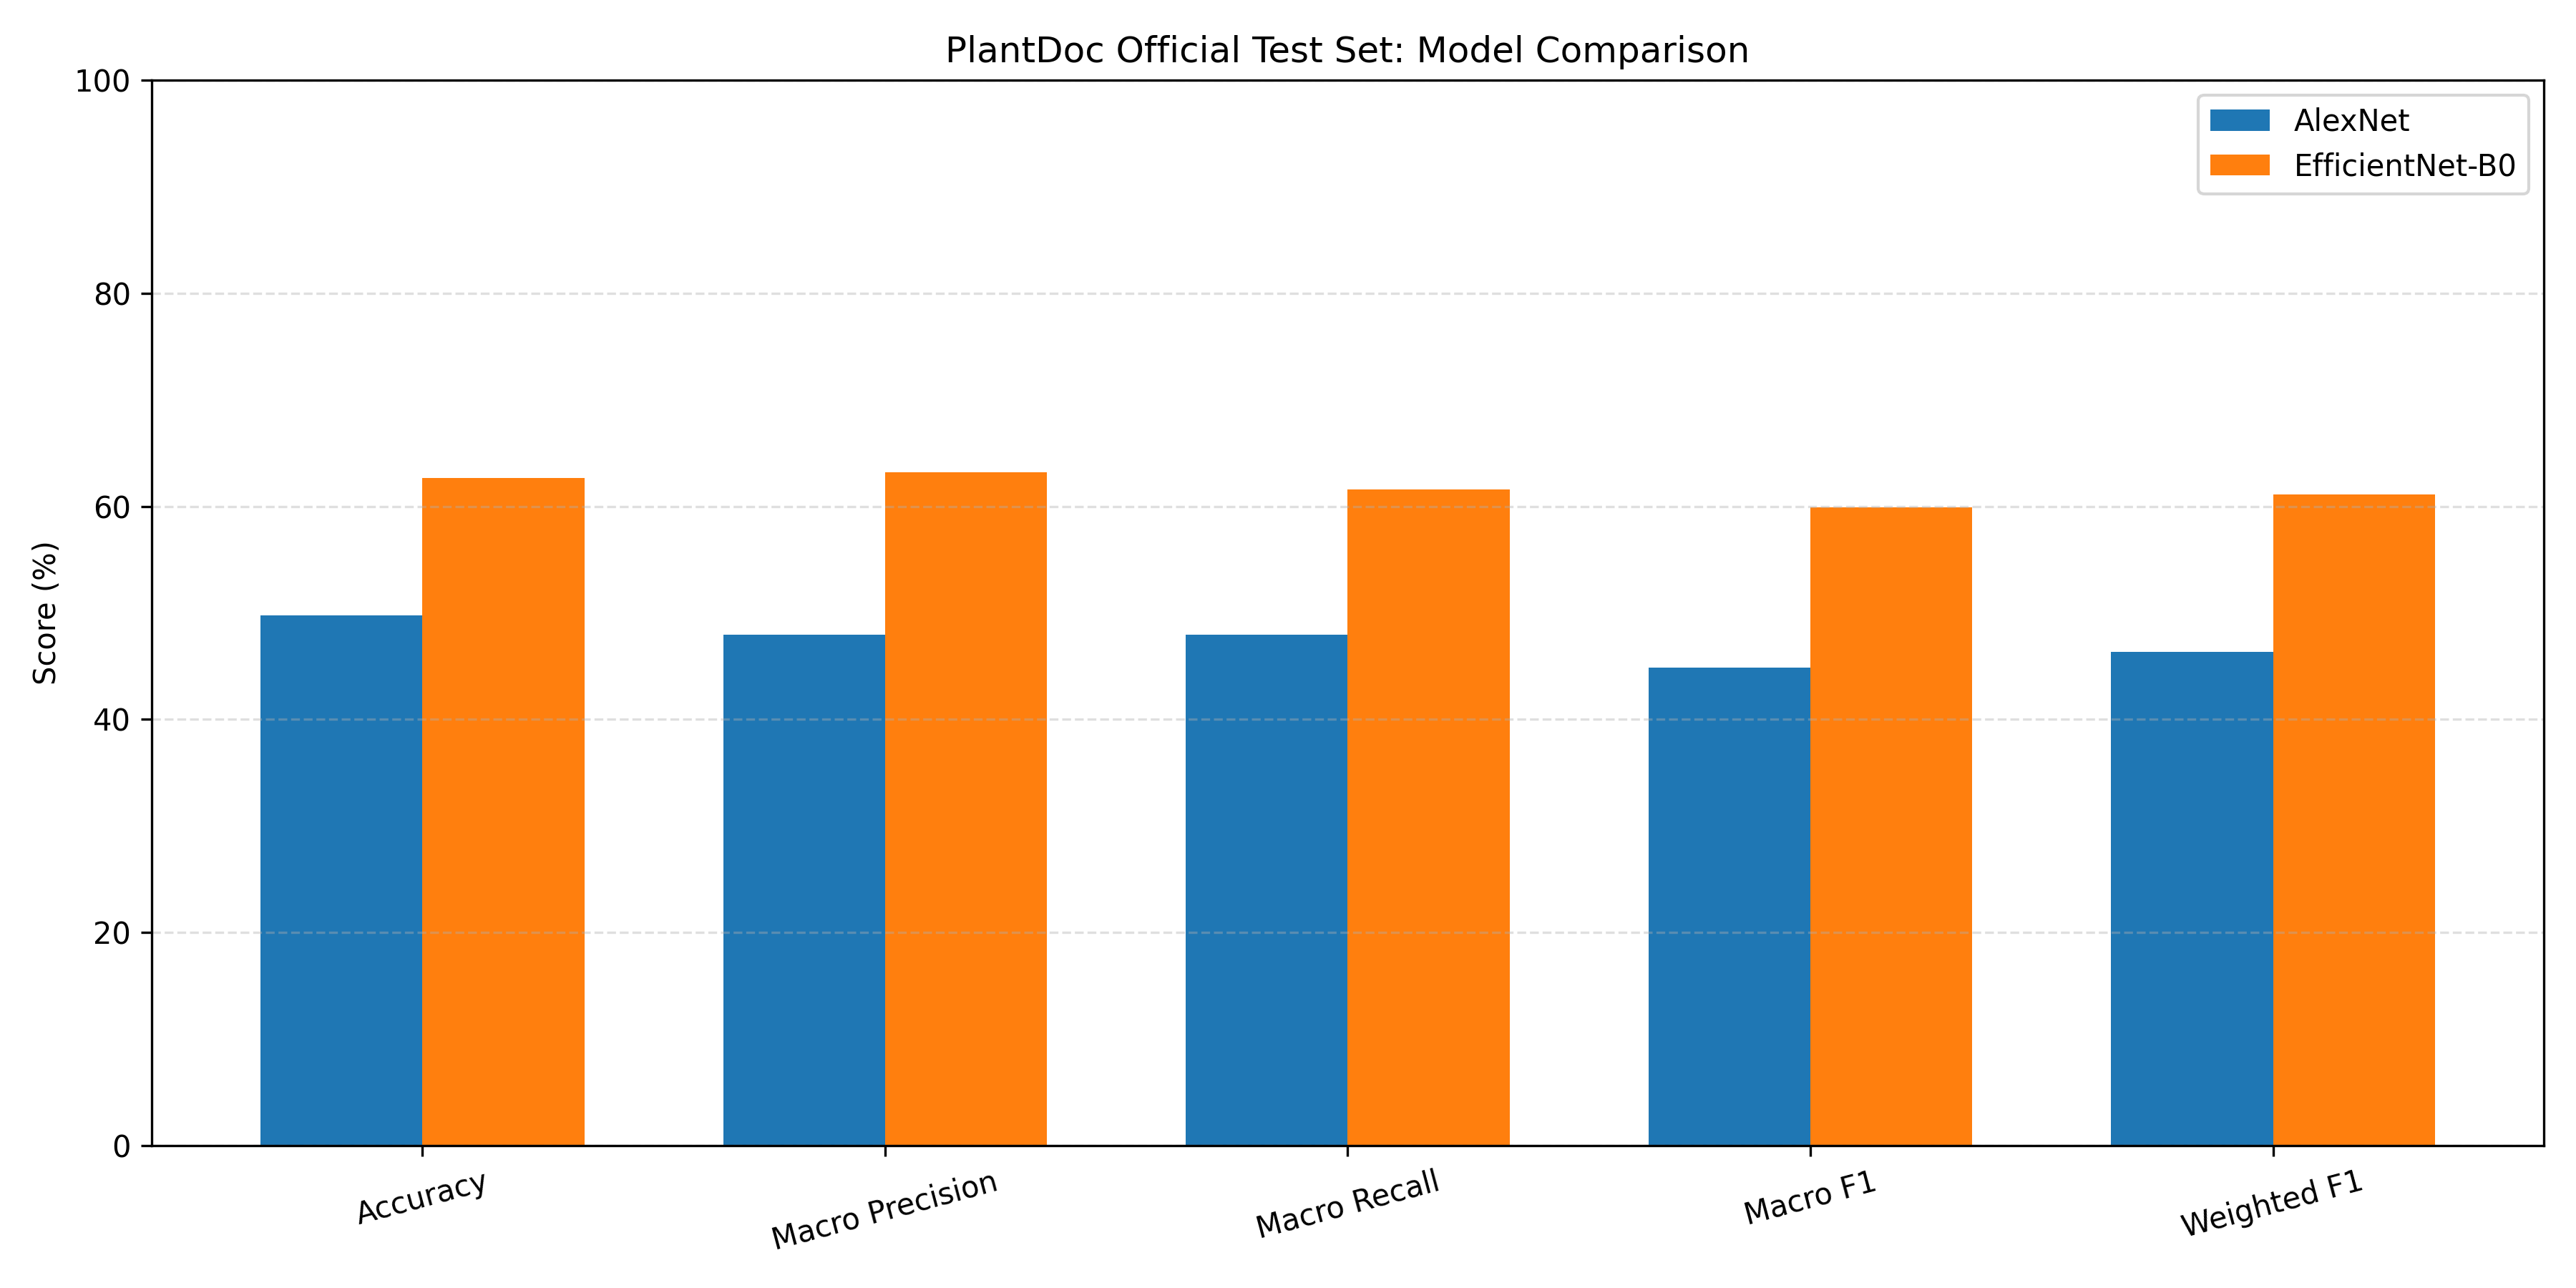 PlantDoc Official Test Set: Model Comparison
AlexNet
EfficientNet-B0
Score (%)
100
80
60
40
20
0
Accuracy
Macro Precision
Macro Recall
Macro F1
Weighted F1